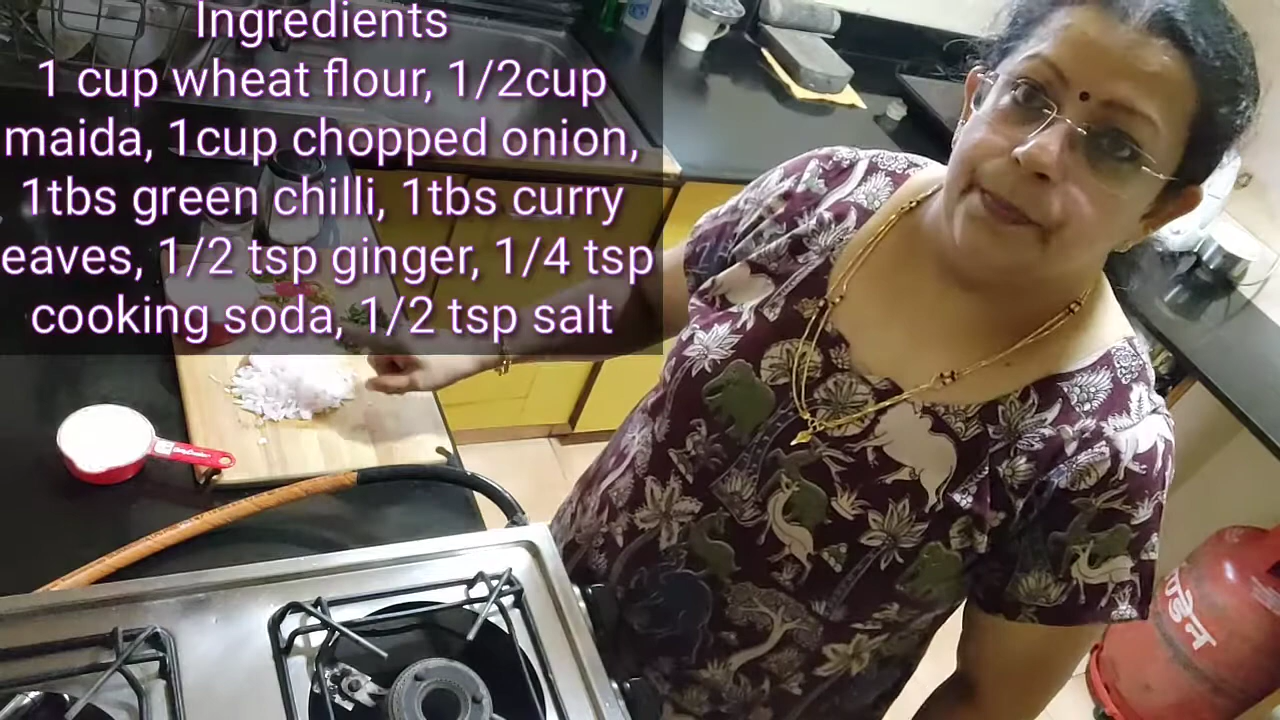 Ingredients
1 cup wheat flour, 1/2cup
maida, 1cup chopped onion,
1tbs green chilli, 1tbs curry
eaves, 1/2 tsp ginger, 1/4 tsp
cooking soda, 1/2 tsp salt